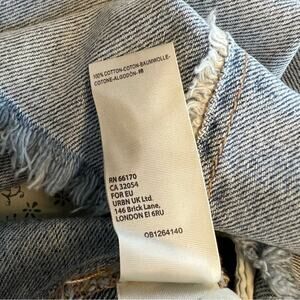 100% COTTON-COTON-BAUMWOLLE-
COTONE-ALGODÓN-
RN 66170
CA 32054
FOR EU
URBN UK Ltd.
146 Brick Lane,
LONDON E1 6RU
OB1264140